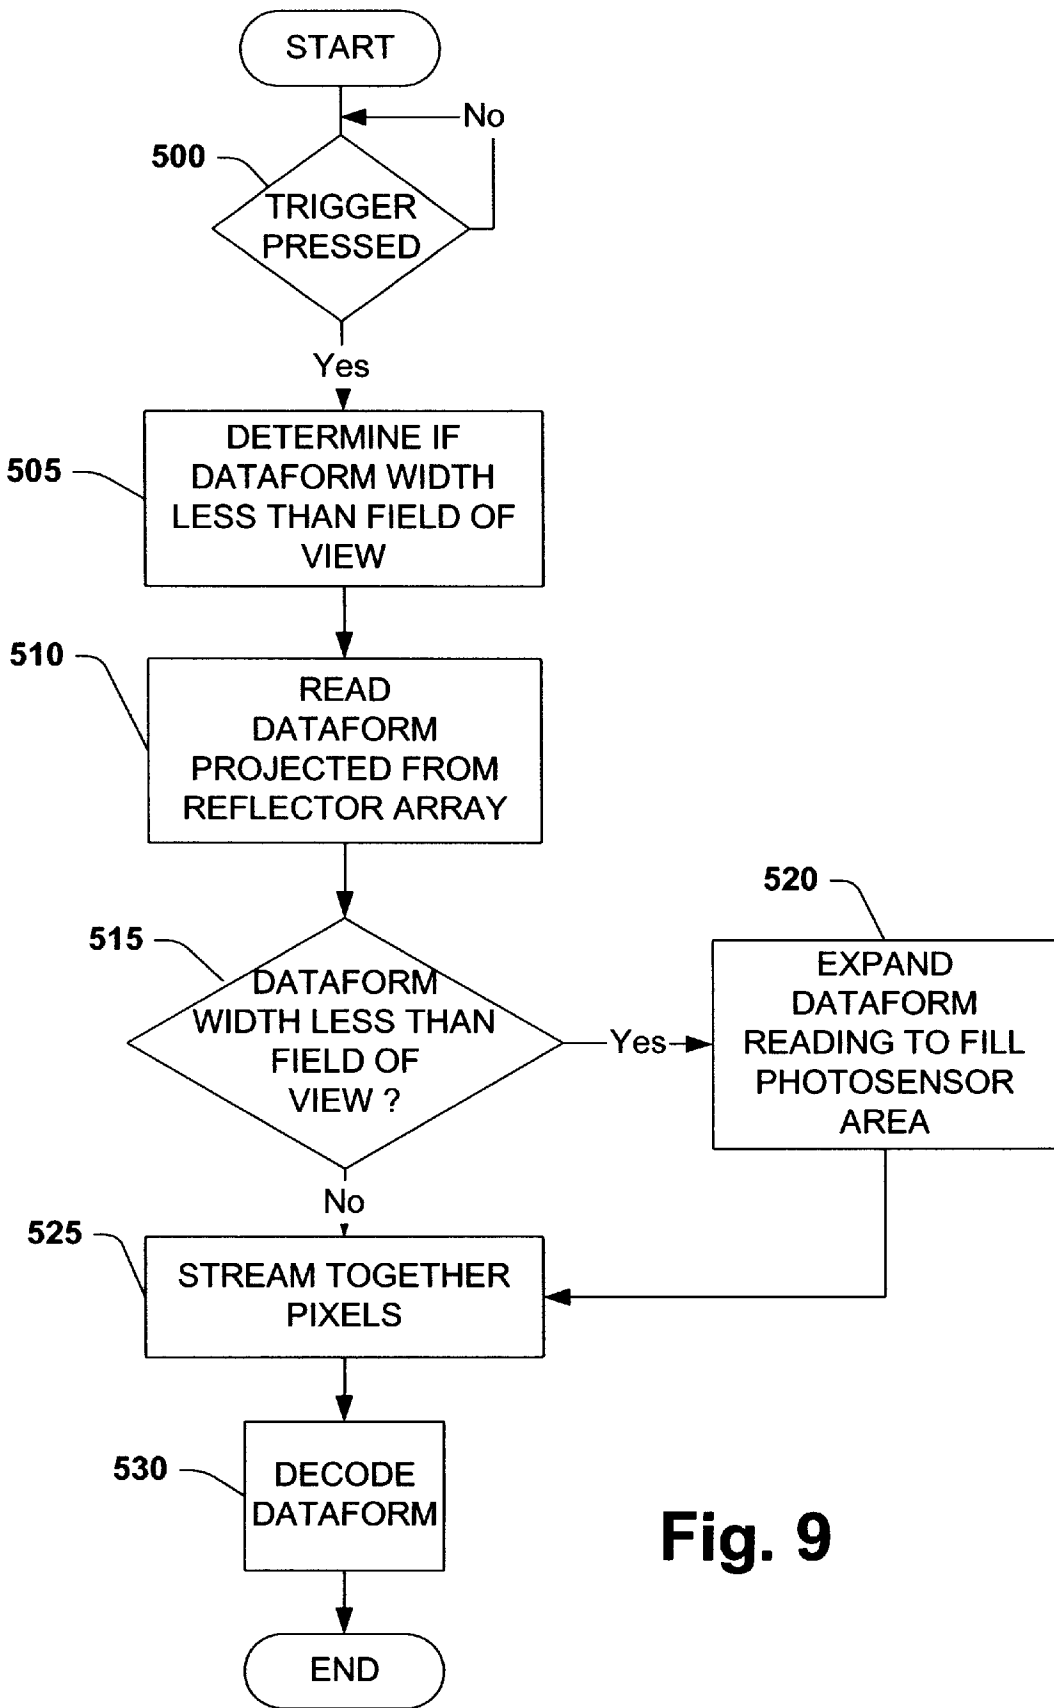 START
No
500
TRIGGER
PRESSED
Yes
505
DETERMINE IF
DATAFORM WIDTH
LESS THAN FIELD OF
VIEW
510
READ
DATAFORM
PROJECTED FROM
REFLECTOR ARRAY
515
DATAFORM
WIDTH LESS THAN
FIELD OF
VIEW ?
Yes
520
EXPAND
DATAFORM
READING TO FILL
PHOTOSENSOR
AREA
No
525
STREAM TOGETHER
PIXELS
530
DECODE
DATAFORM
END
Fig. 9